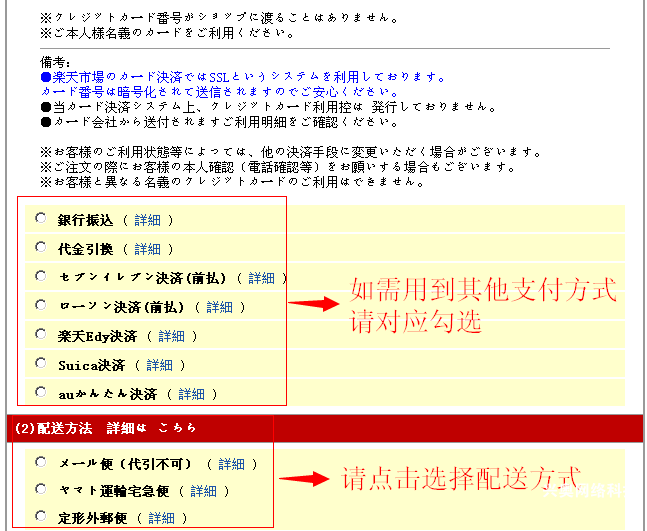 ※クレジットカード番号がショップに渡ることはありません。
※ご本人様名義のカードをご利用ください。
備考:
●楽天市場のカード決済ではSSLというシステムを利用しております。
カード番号は暗号化されて送信されますのでご安心ください。
●当カード決済システム上、クレジットカード利用控は 発行しておりません。
●カード会社から送付されますご利用明細をご確認ください。
※お客様のご利用状態等によっては、他の決済手段に変更いただく場合がございます。
※ご注文の際にお客様の本人確認（電話確認等）をお願いする場合もございます。
※お客様と異なる名義のクレジットカードのご利用はできません。
銀行振込 ( 詳細 )
代金引換 ( 詳細 )
セブンイレブン決済(前払) ( 詳細 )
ローソン決済(前払) ( 詳細 )
楽天Edy決済 ( 詳細 )
Suica決済 ( 詳細 )
auかんたん決済 ( 詳細 )
如需用到其他支付方式
请对应勾选
(2)配送方法 詳細は こちら
メール便（代引不可） ( 詳細 )
ヤマト運輸宅急便 ( 詳細 )
定形外郵便 ( 詳細 )
请点击选择配送方式